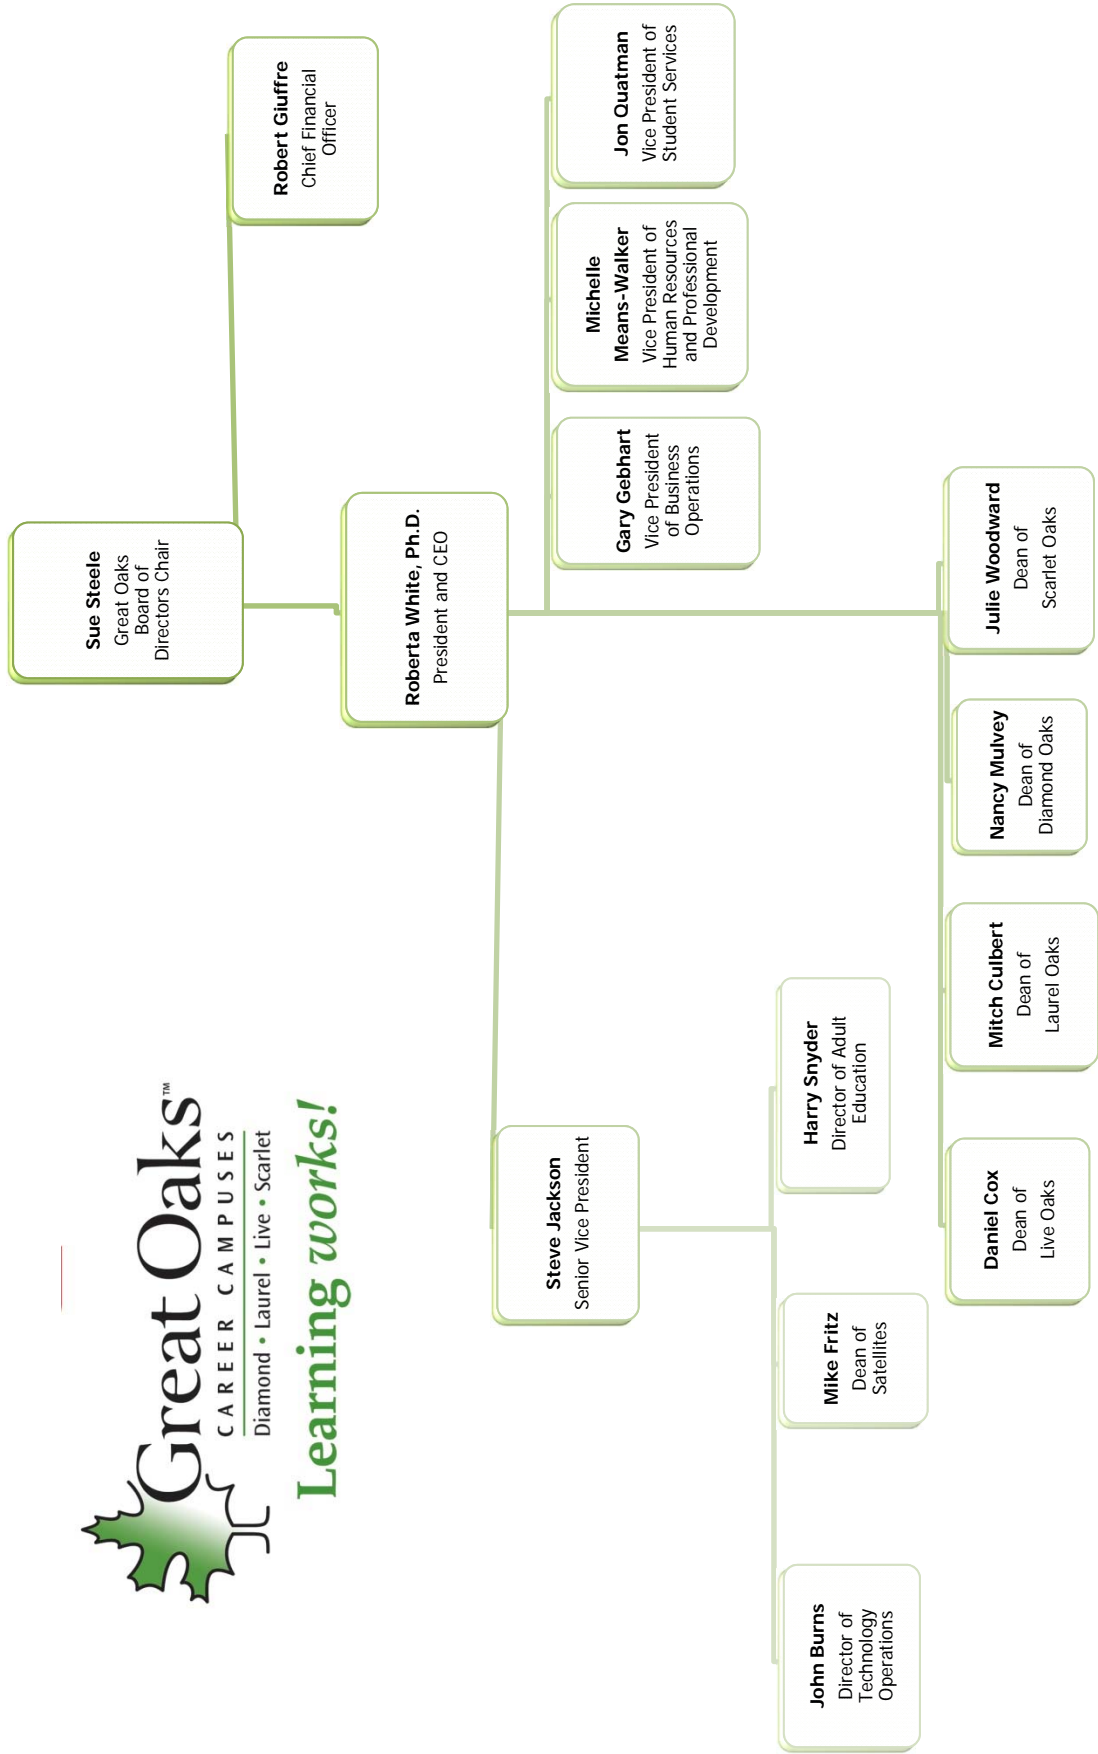 Great Oaks™
CAREER CAMPUSES
Diamond • Laurel • Live • Scarlet
Learning works!
Sue Steele
Great Oaks
Board of
Directors Chair
Robert Giuffre
Chief Financial
Officer
Roberta White, Ph.D.
President and CEO
Steve Jackson
Senior Vice President
Gary Gebhart
Vice President
of Business
Operations
Michelle
Means-Walker
Vice President of
Human Resources
and Professional
Development
Jon Quatman
Vice President of
Student Services
John Burns
Director of
Technology
Operations
Mike Fritz
Dean of
Satellites
Harry Snyder
Director of Adult
Education
Daniel Cox
Dean of
Live Oaks
Mitch Culbert
Dean of
Laurel Oaks
Nancy Mulvey
Dean of
Diamond Oaks
Julie Woodward
Dean of
Scarlet Oaks